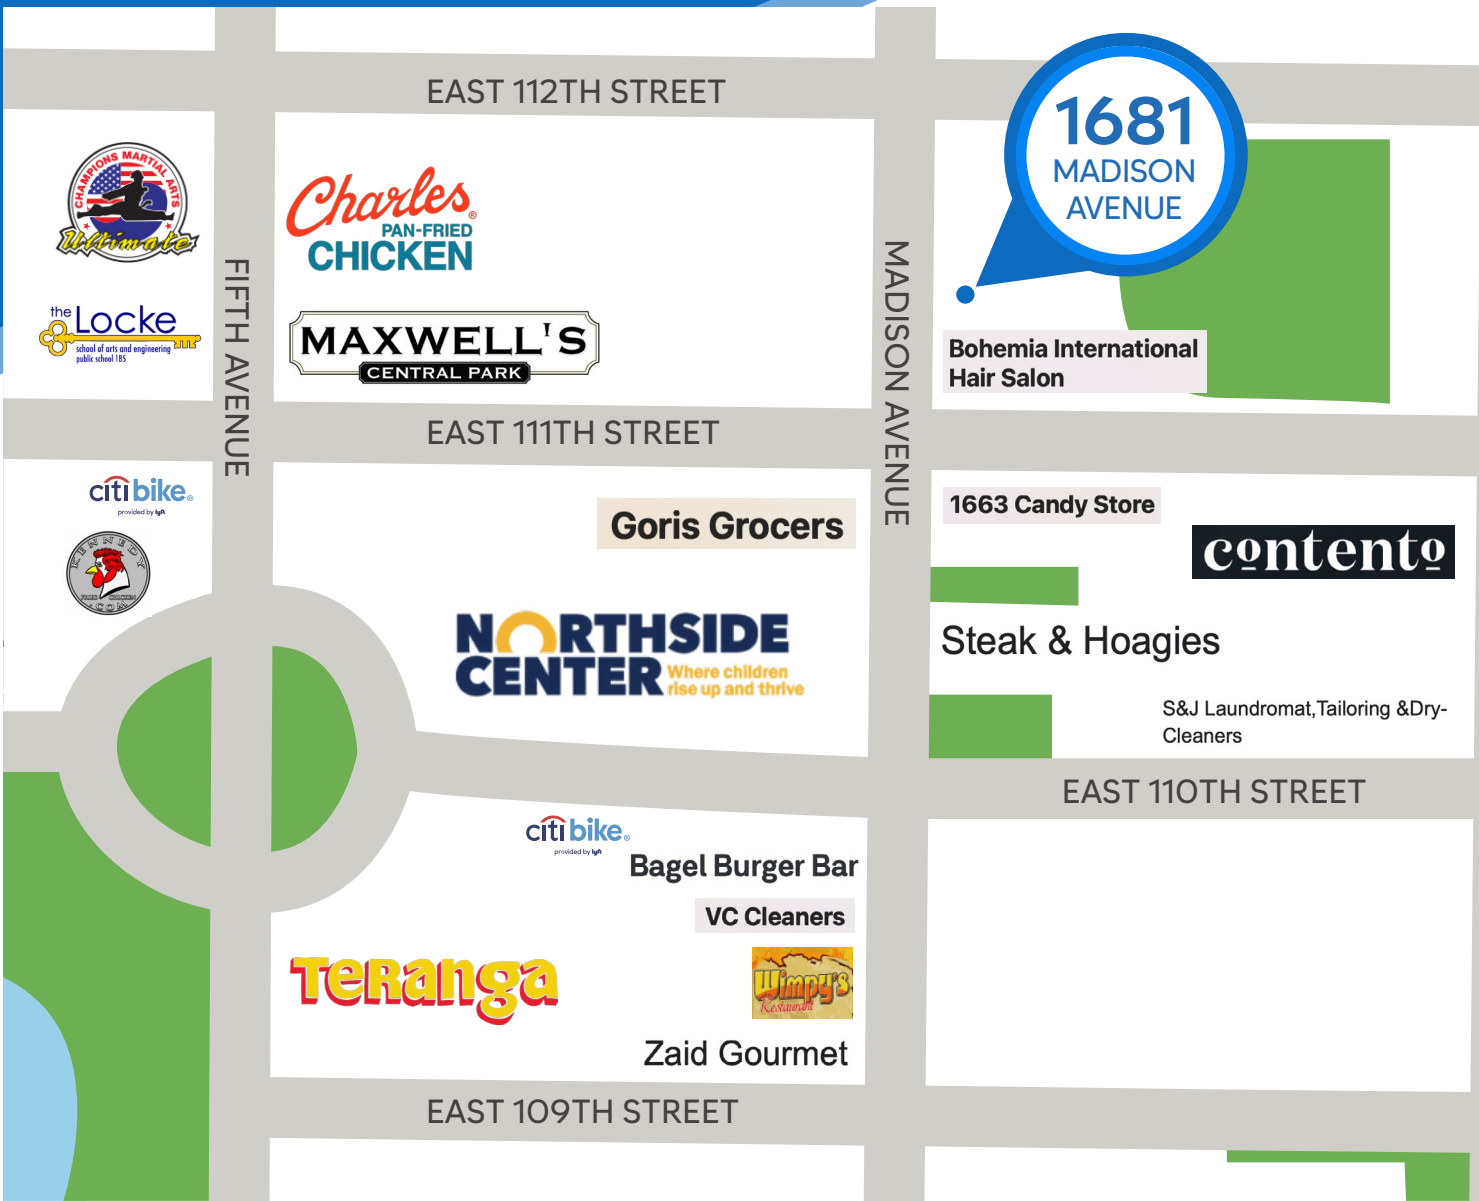 EAST 112TH STREET
1681
MADISON
AVENUE
CHAMPIONS MARTIAL ARTS
Ultimate
Charles®
PAN-FRIED
CHICKEN
FIFTH AVENUE
MADISON AVENUE
the Locke
school of arts and engineering
public school 185
MAXWELL'S
CENTRAL PARK
Bohemia International
Hair Salon
EAST 111TH STREET
citi bike®
provided by lyft
KENNEDY
FRIED CHICKEN
.COM
Goris Grocers
1663 Candy Store
contento
NORTHSIDE
CENTER Where children
rise up and thrive
Steak & Hoagies
S&J Laundromat,Tailoring &Dry-
Cleaners
EAST 110TH STREET
citi bike®
provided by lyft
Bagel Burger Bar
VC Cleaners
Teranga
Wimpy's
Restaurant
Zaid Gourmet
EAST 109TH STREET